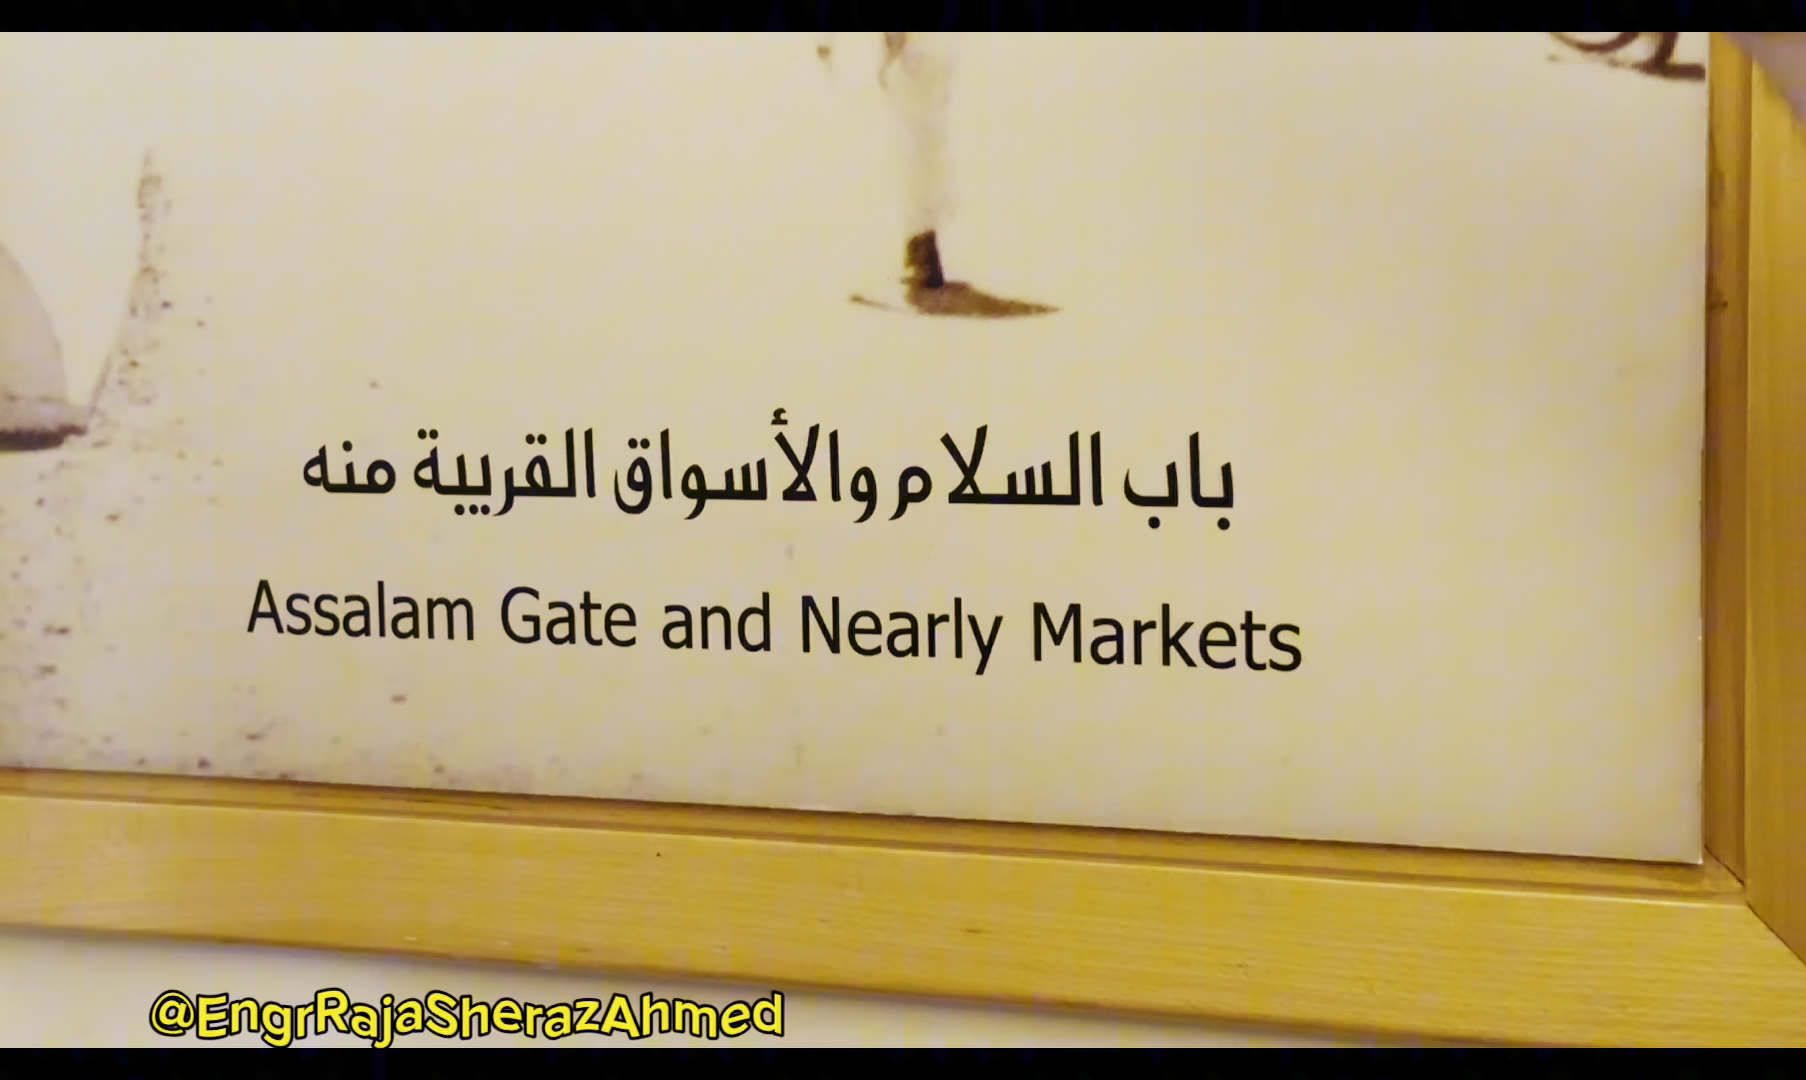 باب السلام والأسواق القريبة منه
Assalam Gate and Nearly Markets
@EngrRajaSherazAhmed